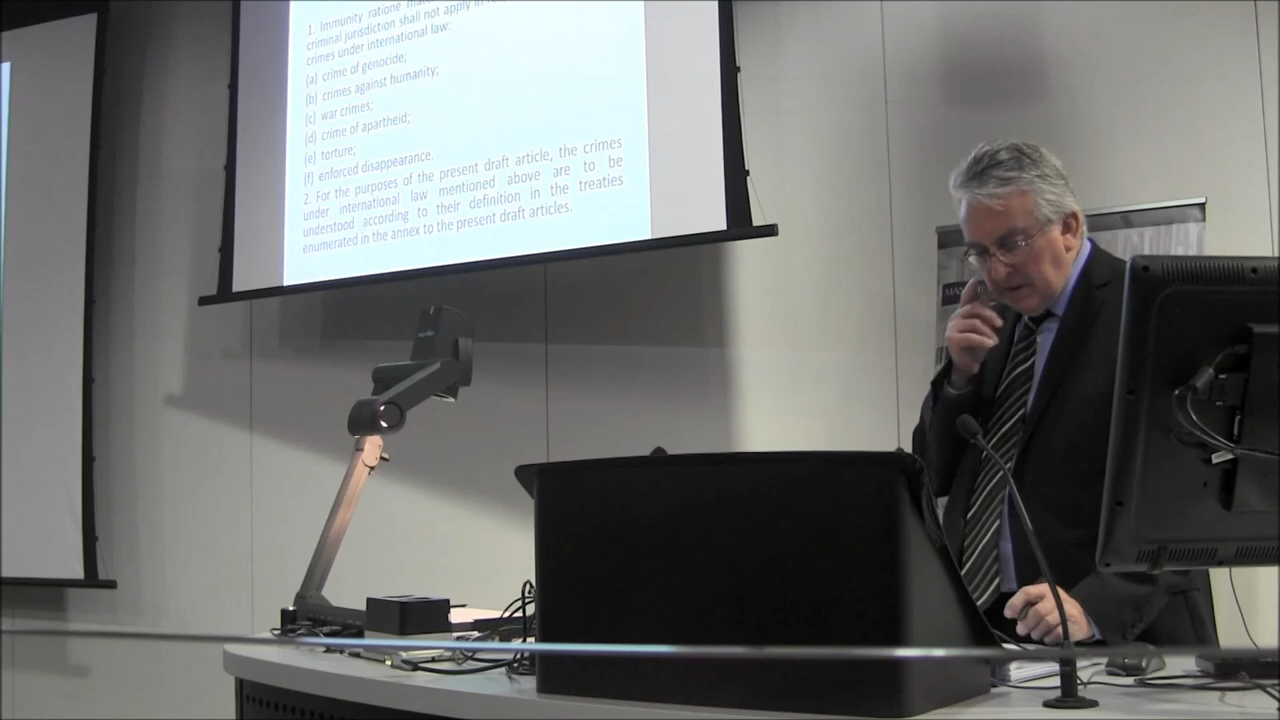 1. Immunity ratione
criminal jurisdiction shall not apply in
crimes under international law:
(a) crime of genocide;
(b) crimes against humanity;
(c) war crimes;
(d) crime of apartheid;
(e) torture;
(f) enforced disappearance.
2. For the purposes of the present draft article, the crimes
under international law mentioned above are to be
understood according to their definition in the treaties
enumerated in the annex to the present draft articles.